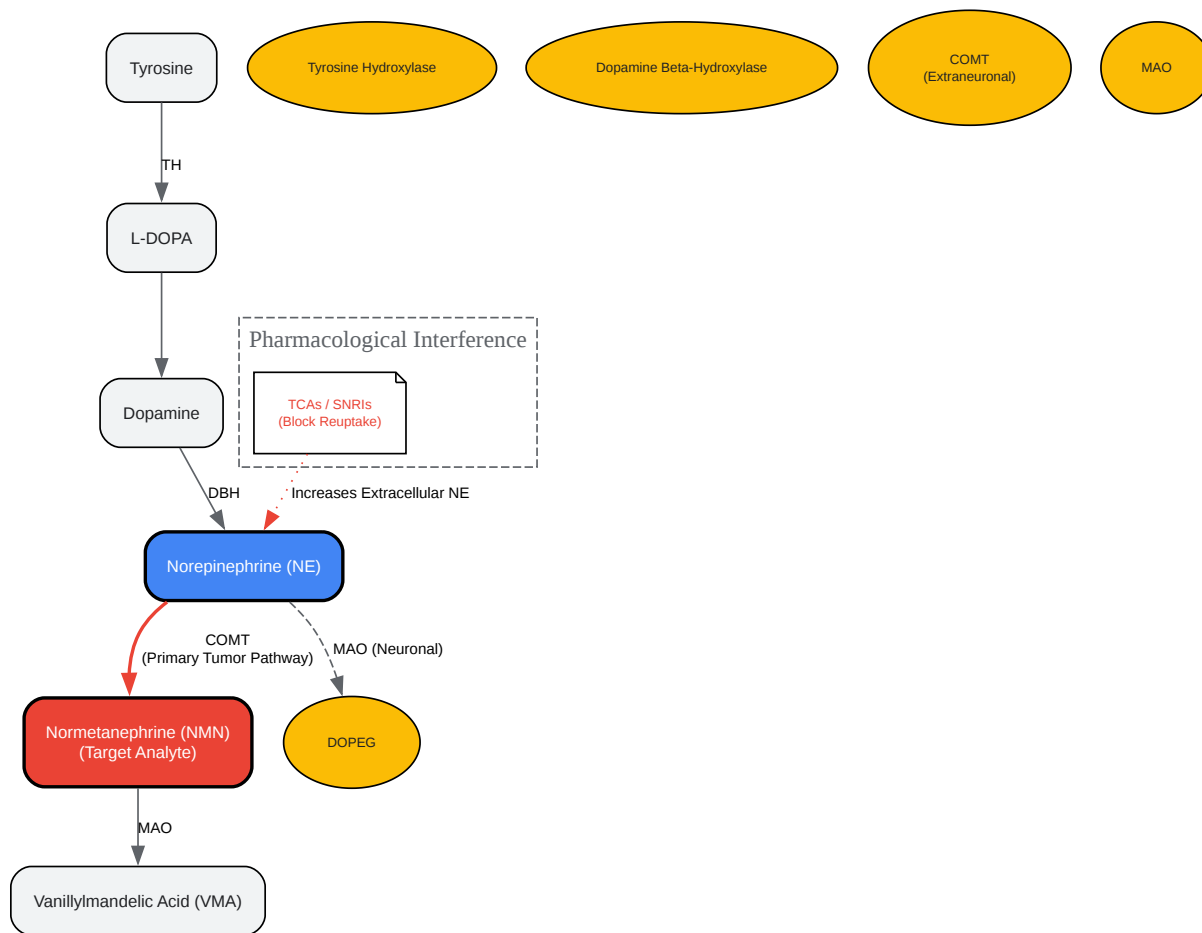 Tyrosine
Tyrosine Hydroxylase
Dopamine Beta-Hydroxylase
COMT
(Extraneuronal)
MAO
TH
L-DOPA
Pharmacological Interference
TCAs / SNRIs
(Block Reuptake)
Dopamine
DBH
Increases Extracellular NE
Norepinephrine (NE)
COMT
(Primary Tumor Pathway)
MAO (Neuronal)
Normetanephrine (NMN)
(Target Analyte)
DOPEG
MAO
Vanillylmandelic Acid (VMA)